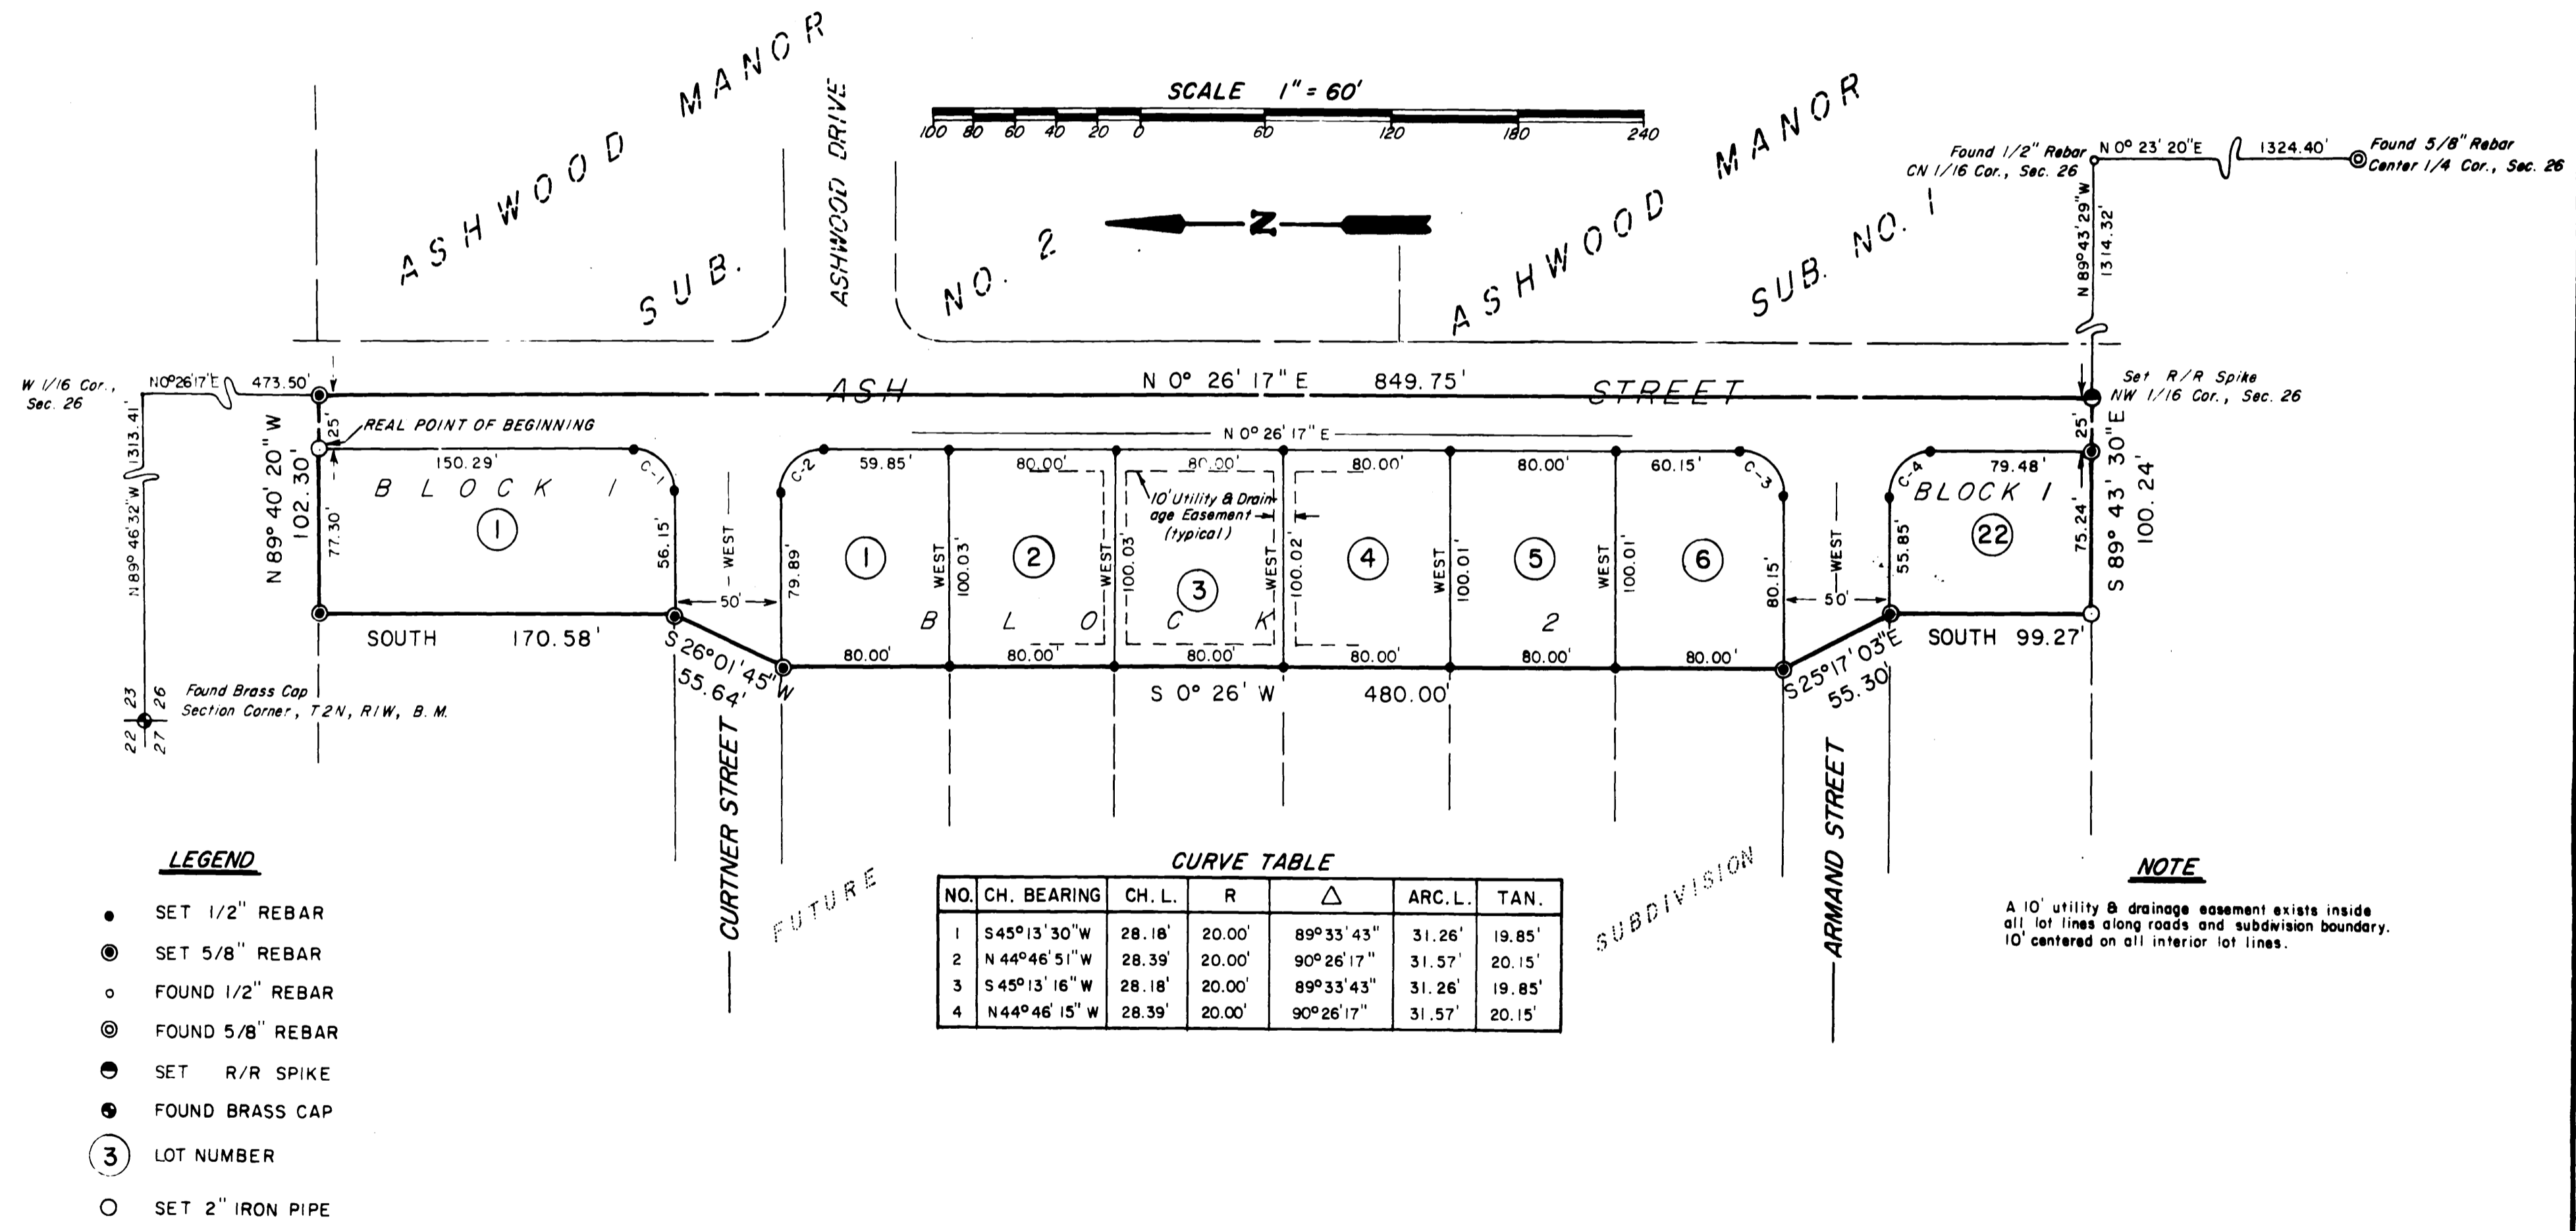 ASHWOOD MANOR
SUB. NO. 2
ASHWOOD DRIVE
SCALE 1" = 60'
100 80 60 40 20 0 60 120 180 240
N
ASHWOOD MANOR
SUB. NO. 1
Found 1/2" Rebar
CN 1/16 Cor., Sec. 26
N 0° 23' 20" E 1324.40'
Found 5/8" Rebar
Center 1/4 Cor., Sec. 26
N 89° 43' 29" W
1314.32'
W 1/16 Cor.,
Sec. 26
N 0° 26' 17" E 473.50'
1313.41'
N 89° 46' 32" W
ASH STREET
N 0° 26' 17" E 849.75'
Set R/R Spike
NW 1/16 Cor., Sec. 26
25'
REAL POINT OF BEGINNING
N 89° 40' 20" W
102.30'
77.30'
150.29'
C-1
BLOCK 1
1
56.15'
SOUTH 170.58'
WEST
50'
S 26° 01' 45" W
55.64'
CURTNER STREET
N 0° 26' 17" E
C-2
59.85'
80.00'
80.00'
80.00'
80.00'
60.15'
C-3
79.89'
1
WEST
100.03'
2
WEST
100.03'
10' Utility & Drain-
age Easement
(typical)
3
WEST
100.02'
4
WEST
100.01'
5
WEST
100.01'
6
80.15'
BLOCK 2
80.00'
80.00'
80.00'
80.00'
80.00'
80.00'
S 0° 26' W 480.00'
WEST
50'
S 25° 17' 03" E
55.30'
ARMAND STREET
C-4
79.48'
BLOCK 1
22
55.85'
25'
75.24'
S 89° 43' 30" E
100.24'
SOUTH 99.27'
23 26
22 27
Found Brass Cap
Section Corner, T2N, R1W, B.M.
FUTURE SUBDIVISION
LEGEND
SET 1/2" REBAR
SET 5/8" REBAR
FOUND 1/2" REBAR
FOUND 5/8" REBAR
SET R/R SPIKE
FOUND BRASS CAP
3 LOT NUMBER
SET 2" IRON PIPE
CURVE TABLE
NO. CH. BEARING CH. L. R △ ARC. L. TAN.
1 S 45° 13' 30" W 28.18' 20.00' 89° 33' 43" 31.26' 19.85'
2 N 44° 46' 51" W 28.39' 20.00' 90° 26' 17" 31.57' 20.15'
3 S 45° 13' 16" W 28.18' 20.00' 89° 33' 43" 31.26' 19.85'
4 N 44° 46' 15" W 28.39' 20.00' 90° 26' 17" 31.57' 20.15'
NOTE
A 10' utility & drainage easement exists inside
all lot lines along roads and subdivision boundary.
10' centered on all interior lot lines.